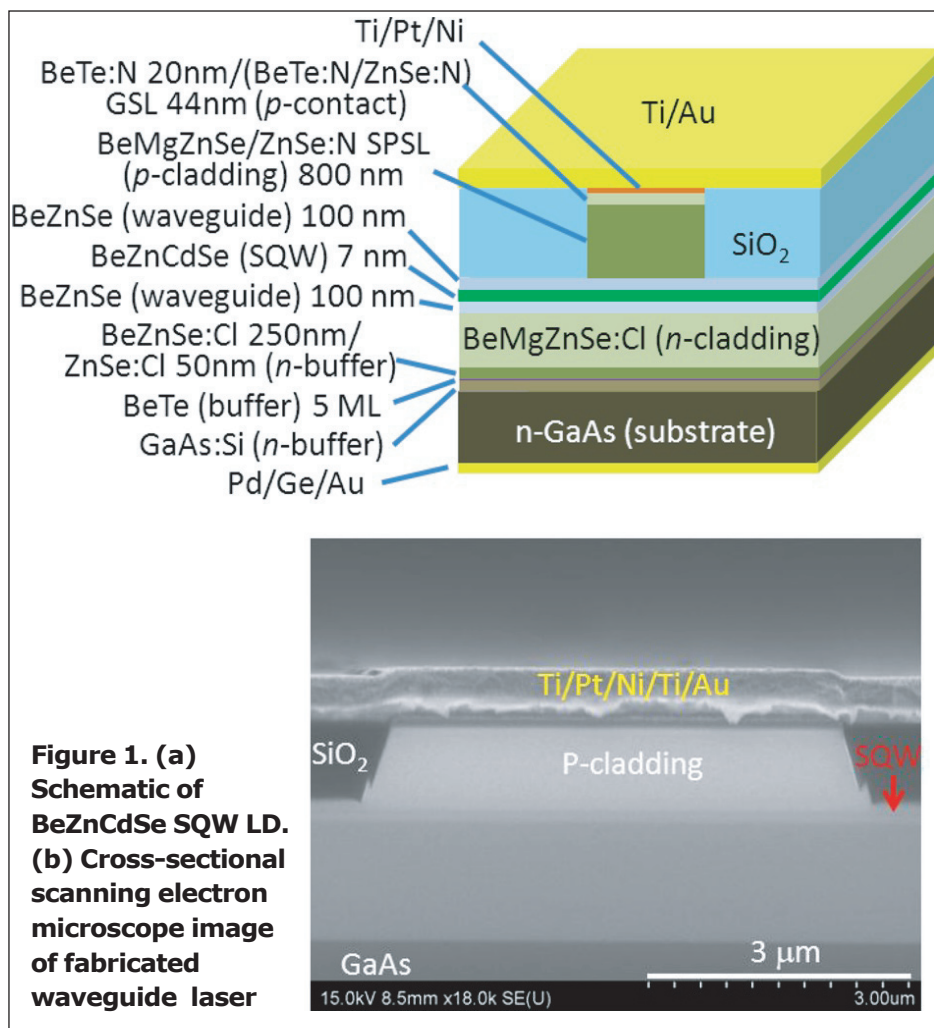 Ti/Pt/Ni
BeTe:N 20nm/(BeTe:N/ZnSe:N)
GSL 44nm (p-contact)
BeMgZnSe/ZnSe:N SPSL
(p-cladding) 800 nm
BeZnSe (waveguide) 100 nm
BeZnCdSe (SQW) 7 nm
BeZnSe (waveguide) 100 nm
BeZnSe:Cl 250nm/
ZnSe:Cl 50nm (n-buffer)
BeTe (buffer) 5 ML
GaAs:Si (n-buffer)
Pd/Ge/Au
Ti/Au
SiO₂
BeMgZnSe:Cl (n-cladding)
n-GaAs (substrate)
Ti/Pt/Ni/Ti/Au
SiO₂
P-cladding
SQW
GaAs
3 μm
15.0kV 8.5mm x18.0k SE(U)
3.00um
Figure 1. (a)
Schematic of
BeZnCdSe SQW LD.
(b) Cross-sectional
scanning electron
microscope image
of fabricated
waveguide laser